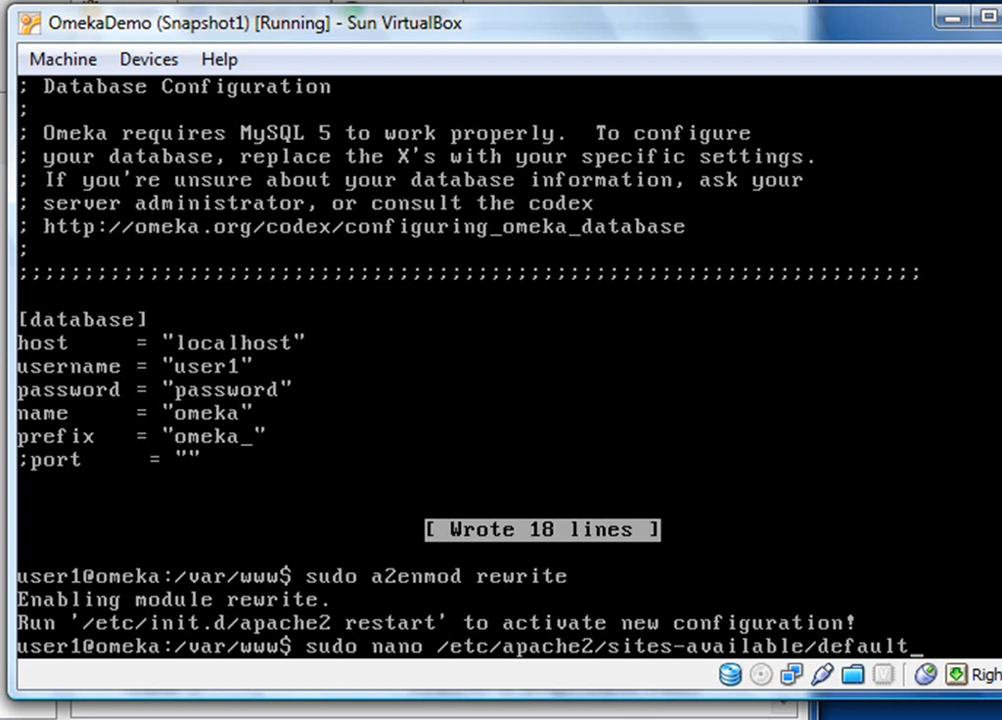 OmekaDemo (Snapshot1) [Running] - Sun VirtualBox
Machine Devices Help
; Database Configuration
;
; Omeka requires MySQL 5 to work properly.  To configure
; your database, replace the X's with your specific settings.
; If you're unsure about your database information, ask your
; server administrator, or consult the codex
; http://omeka.org/codex/configuring_omeka_database
;
;;;;;;;;;;;;;;;;;;;;;;;;;;;;;;;;;;;;;;;;;;;;;;;;;;;;;;;;;;;;;;;;;;;;;
[database]
host     = "localhost"
username = "user1"
password = "password"
name     = "omeka"
prefix   = "omeka_"
;port     = ""
[ Wrote 18 lines ]
user1@omeka:/var/www$ sudo a2enmod rewrite
Enabling module rewrite.
Run '/etc/init.d/apache2 restart' to activate new configuration!
user1@omeka:/var/www$ sudo nano /etc/apache2/sites-available/default_
Righ